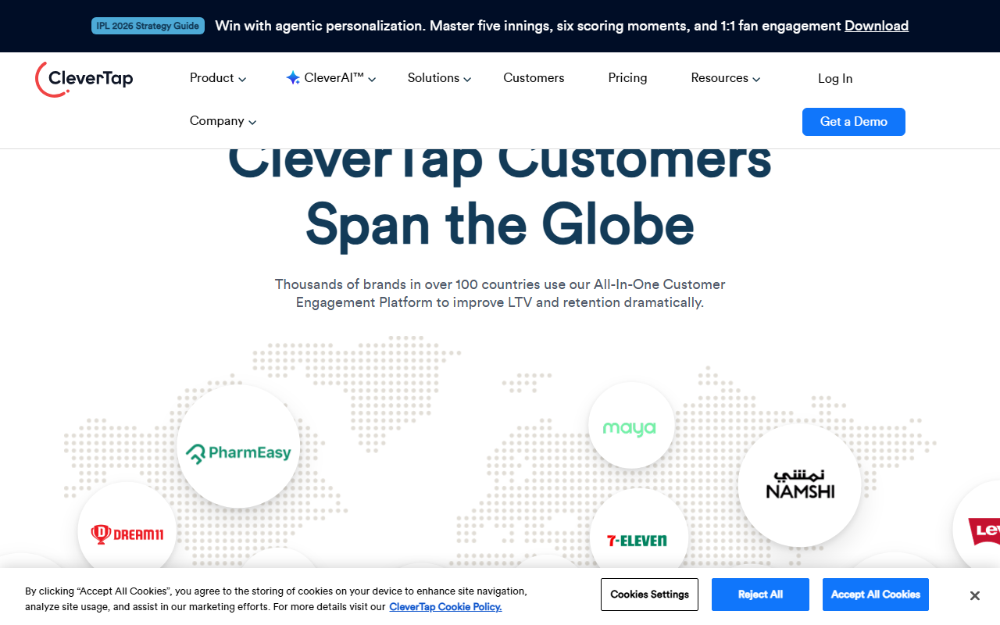 IPL 2026 Strategy Guide Win with agentic personalization. Master five innings, six scoring moments, and 1:1 fan engagement Download
CleverTap Product CleverAI™ Solutions Customers Pricing Resources Log In
Company Get a Demo
CleverTap Customers
Span the Globe
Thousands of brands in over 100 countries use our All-In-One Customer
Engagement Platform to improve LTV and retention dramatically.
maya
PharmEasy
نمشي
NAMSHI
DREAM11
7-ELEVEN
By clicking “Accept All Cookies”, you agree to the storing of cookies on your device to enhance site navigation,
analyze site usage, and assist in our marketing efforts. For more details visit our CleverTap Cookie Policy.
Cookies Settings Reject All Accept All Cookies